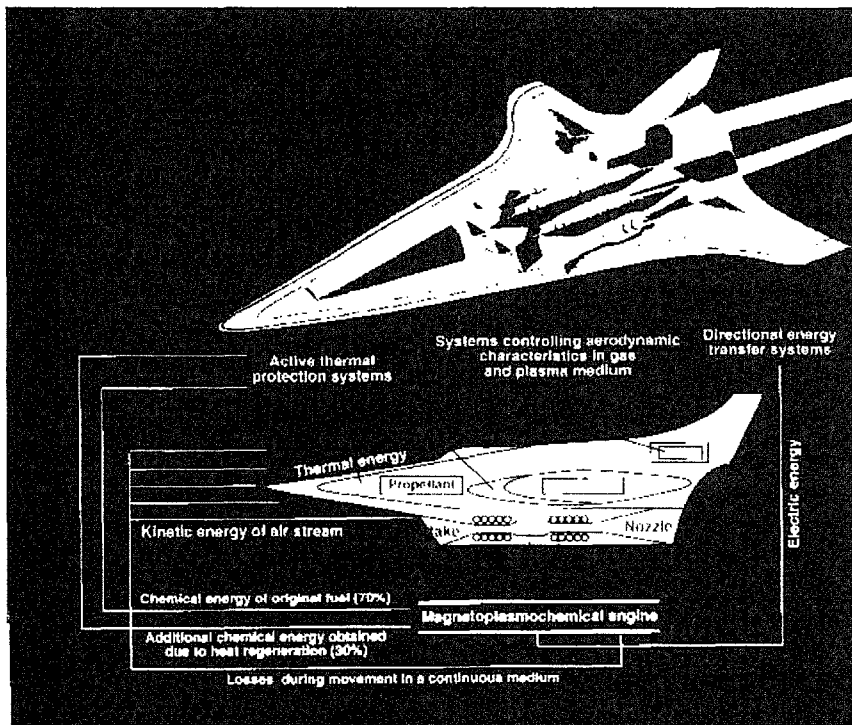 Active thermal
protection systems
Systems controlling aerodynamic
characteristics in gas
and plasma medium
Directional energy
transfer systems
Thermal energy
Propellant
Kinetic energy of air stream
Nozzle
Electric energy
Chemical energy of original fuel (70%)
Magnetoplasmochemical engine
Additional chemical energy obtained
due to heat regeneration (30%)
Losses during movement in a continuous medium